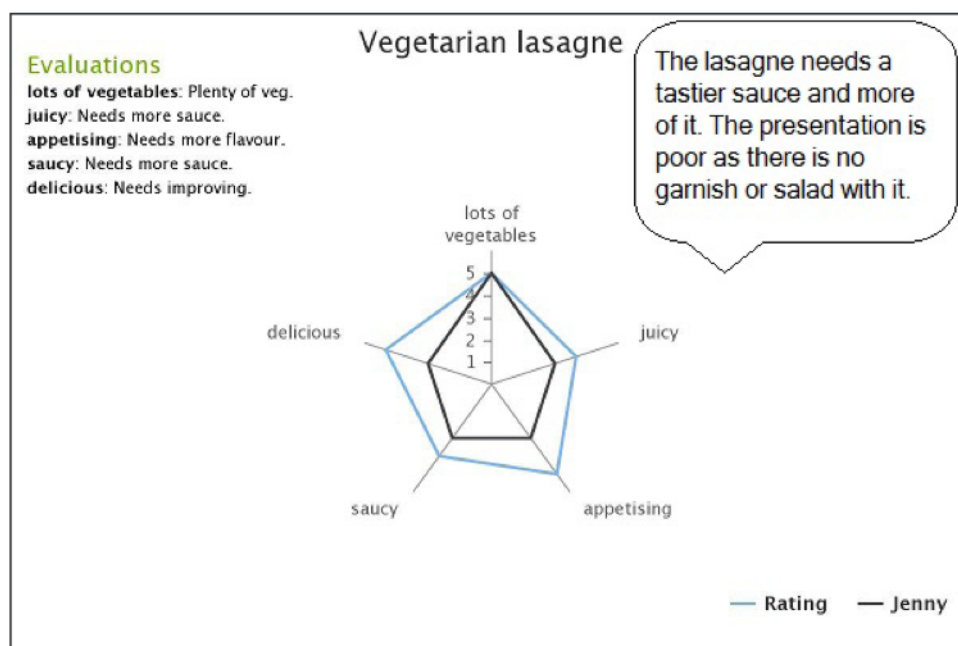 Vegetarian lasagne
Evaluations
lots of vegetables: Plenty of veg.
juicy: Needs more sauce.
appetising: Needs more flavour.
saucy: Needs more sauce.
delicious: Needs improving.
The lasagne needs a
tastier sauce and more
of it. The presentation is
poor as there is no
garnish or salad with it.
lots of
vegetables
5
4
3
2
1
delicious
juicy
saucy
appetising
Rating
Jenny